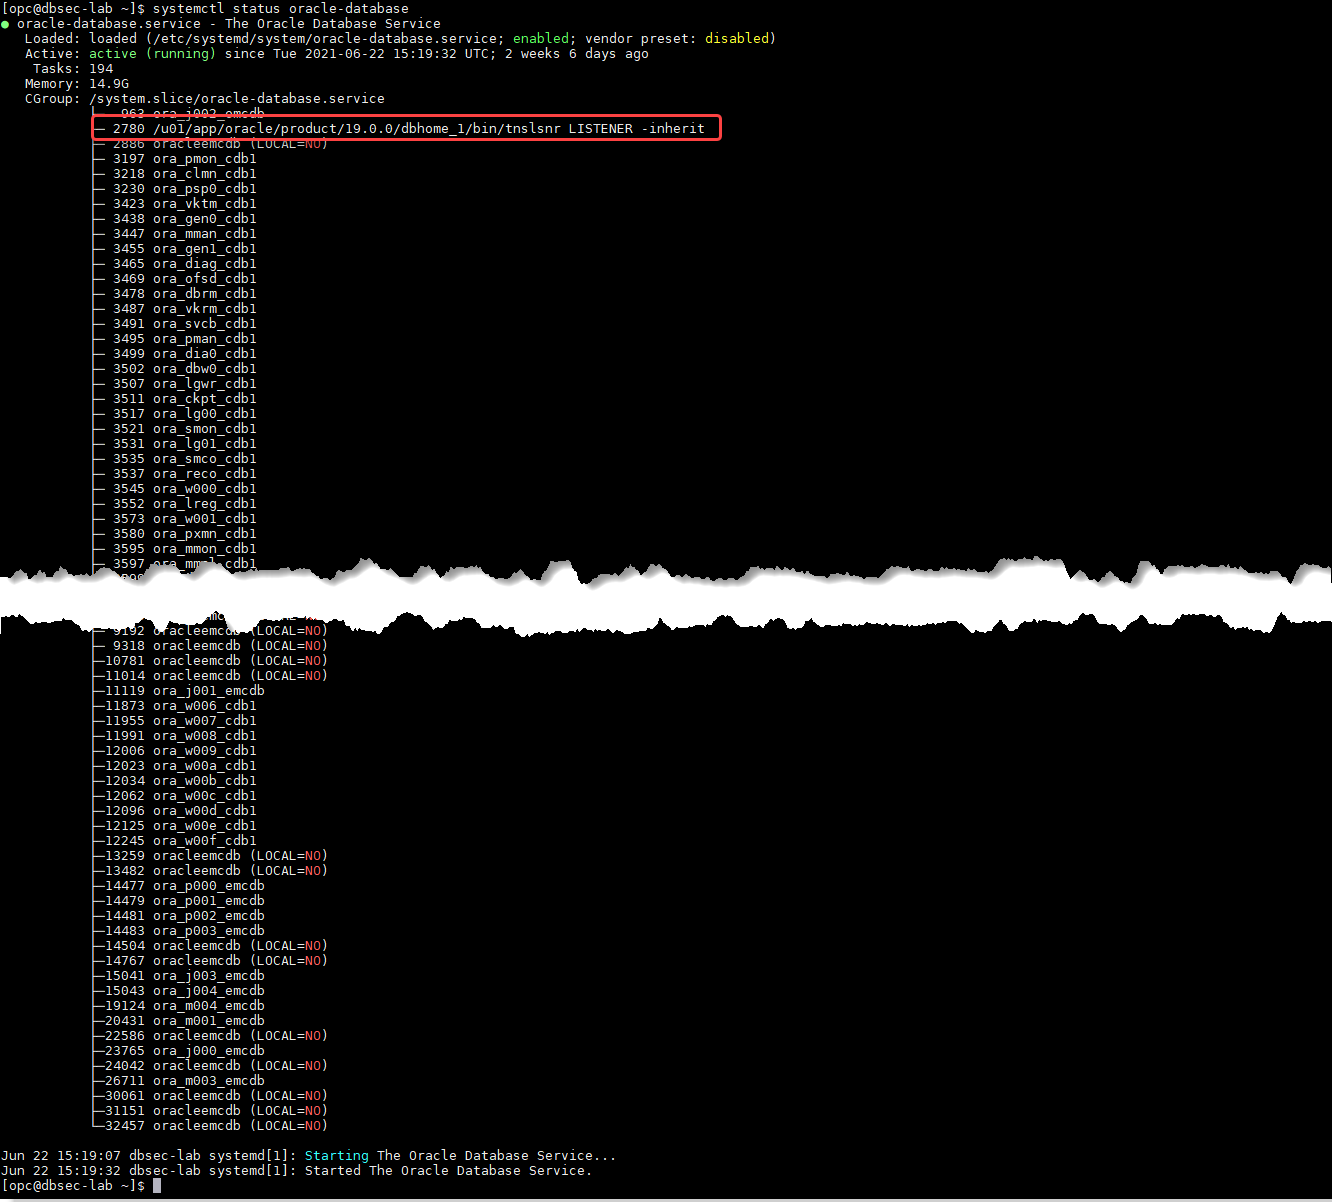 [opc@dbsec-lab ~]$ systemctl status oracle-database
● oracle-database.service - The Oracle Database Service
Loaded: loaded (/etc/systemd/system/oracle-database.service; enabled; vendor preset: disabled)
Active: active (running) since Tue 2021-06-22 15:19:32 UTC; 2 weeks 6 days ago
Tasks: 194
Memory: 14.9G
CGroup: /system.slice/oracle-database.service
963 ora_j002_emcdb
2780 /u01/app/oracle/product/19.0.0/dbhome_1/bin/tnslsnr LISTENER -inherit
2886 oracleemcdb (LOCAL=NO)
3197 ora_pmon_cdb1
3218 ora_clmn_cdb1
3230 ora_psp0_cdb1
3423 ora_vktm_cdb1
3438 ora_gen0_cdb1
3447 ora_mman_cdb1
3455 ora_gen1_cdb1
3465 ora_diag_cdb1
3469 ora_ofsd_cdb1
3478 ora_dbrm_cdb1
3487 ora_vkrm_cdb1
3491 ora_svcb_cdb1
3495 ora_pman_cdb1
3499 ora_dia0_cdb1
3502 ora_dbw0_cdb1
3507 ora_lgwr_cdb1
3511 ora_ckpt_cdb1
3517 ora_lg00_cdb1
3521 ora_smon_cdb1
3531 ora_lg01_cdb1
3535 ora_smco_cdb1
3537 ora_reco_cdb1
3545 ora_w000_cdb1
3552 ora_lreg_cdb1
3573 ora_w001_cdb1
3580 ora_pxmn_cdb1
3595 ora_mmon_cdb1
3597
9192 oracleemcdb (LOCAL=NO)
9318 oracleemcdb (LOCAL=NO)
10781 oracleemcdb (LOCAL=NO)
11014 oracleemcdb (LOCAL=NO)
11119 ora_j001_emcdb
11873 ora_w006_cdb1
11955 ora_w007_cdb1
11991 ora_w008_cdb1
12006 ora_w009_cdb1
12023 ora_w00a_cdb1
12034 ora_w00b_cdb1
12062 ora_w00c_cdb1
12096 ora_w00d_cdb1
12125 ora_w00e_cdb1
12245 ora_w00f_cdb1
13259 oracleemcdb (LOCAL=NO)
13482 oracleemcdb (LOCAL=NO)
14477 ora_p000_emcdb
14479 ora_p001_emcdb
14481 ora_p002_emcdb
14483 ora_p003_emcdb
14504 oracleemcdb (LOCAL=NO)
14767 oracleemcdb (LOCAL=NO)
15041 ora_j003_emcdb
15043 ora_j004_emcdb
19124 ora_m004_emcdb
20431 ora_m001_emcdb
22586 oracleemcdb (LOCAL=NO)
23765 ora_j000_emcdb
24042 oracleemcdb (LOCAL=NO)
26711 ora_m003_emcdb
30061 oracleemcdb (LOCAL=NO)
31151 oracleemcdb (LOCAL=NO)
32457 oracleemcdb (LOCAL=NO)
Jun 22 15:19:07 dbsec-lab systemd[1]: Starting The Oracle Database Service...
Jun 22 15:19:32 dbsec-lab systemd[1]: Started The Oracle Database Service.
[opc@dbsec-lab ~]$